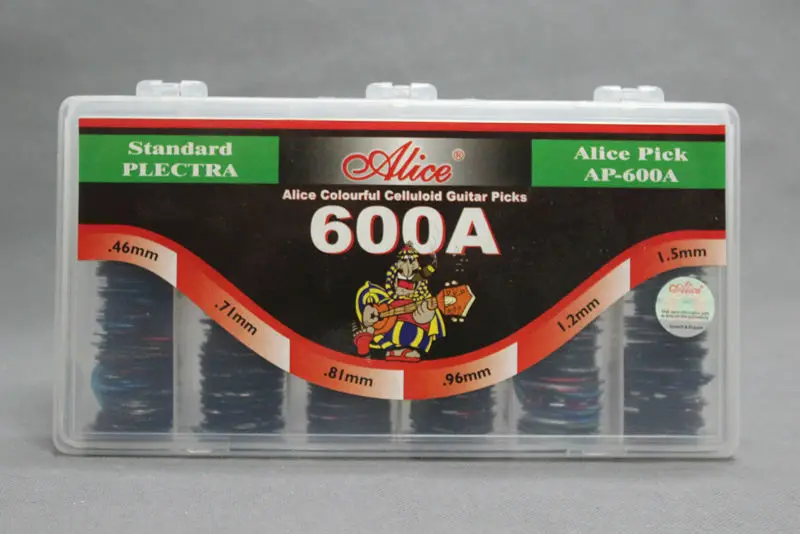 Standard
PLECTRA
Alice®
Alice Pick
AP-600A
Alice Colourful Celluloid Guitar Picks
600A
.46mm
.71mm
.81mm
.96mm
1.2mm
1.5mm
Alice